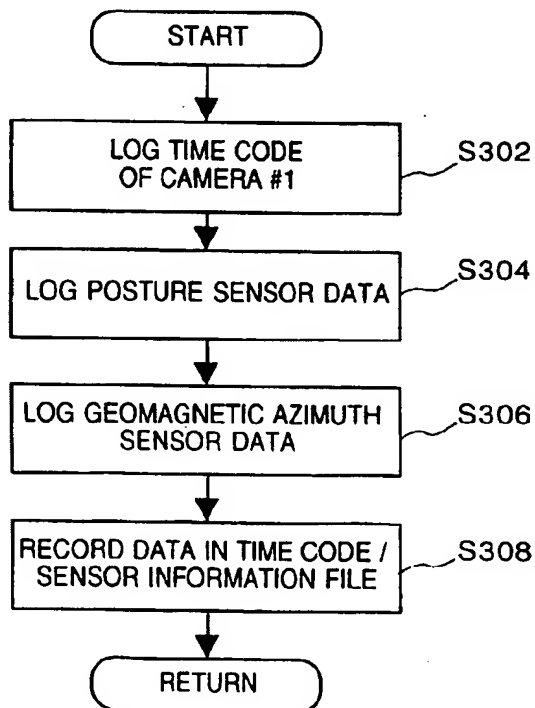 START
LOG TIME CODE
OF CAMERA #1
S302
LOG POSTURE SENSOR DATA
S304
LOG GEOMAGNETIC AZIMUTH
SENSOR DATA
S306
RECORD DATA IN TIME CODE /
SENSOR INFORMATION FILE
S308
RETURN